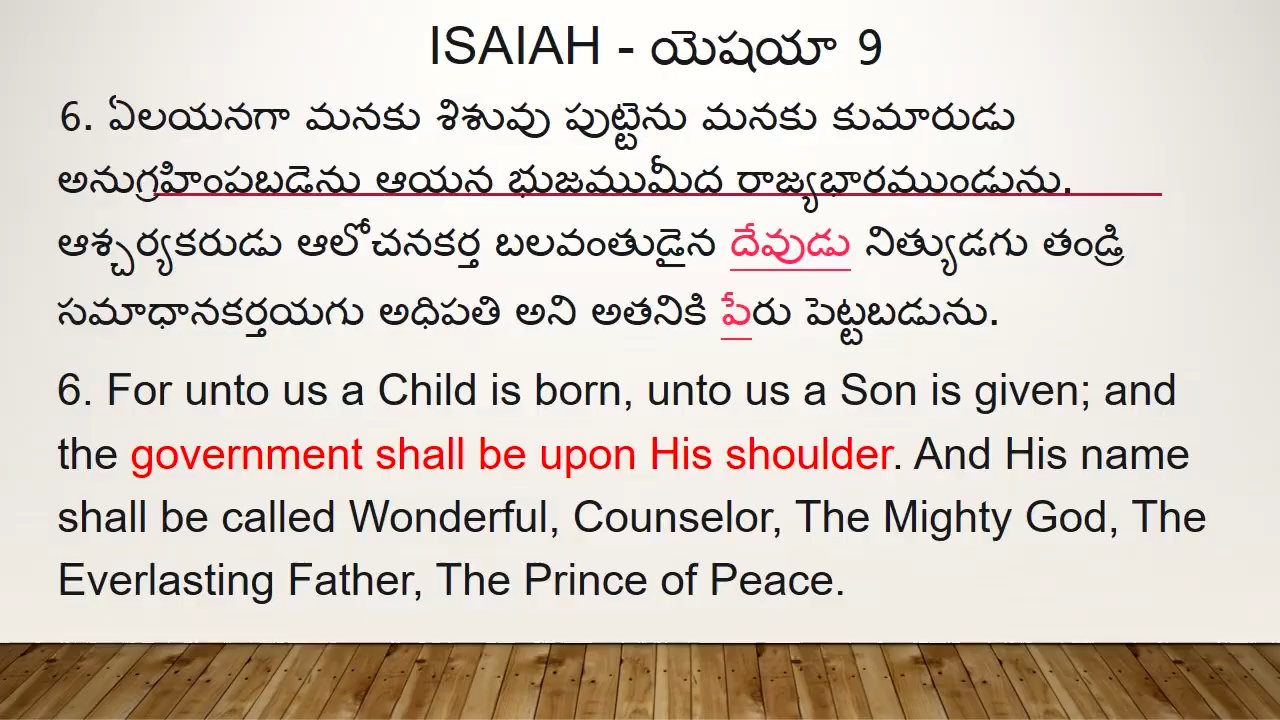 ISAIAH - యెషయా 9
6. ఏలయనగా మనకు శిశువు పుట్టెను మనకు కుమారుడు
అనుగ్రహింపబడెను ఆయన భుజముమీద రాజ్యభారముండును.
ఆశ్చర్యకరుడు ఆలోచనకర్త బలవంతుడైన దేవుడు నిత్యుడగు తండ్రి
సమాధానకర్తయగు అధిపతి అని అతనికి పేరు పెట్టబడును.
6. For unto us a Child is born, unto us a Son is given; and
the government shall be upon His shoulder. And His name
shall be called Wonderful, Counselor, The Mighty God, The
Everlasting Father, The Prince of Peace.